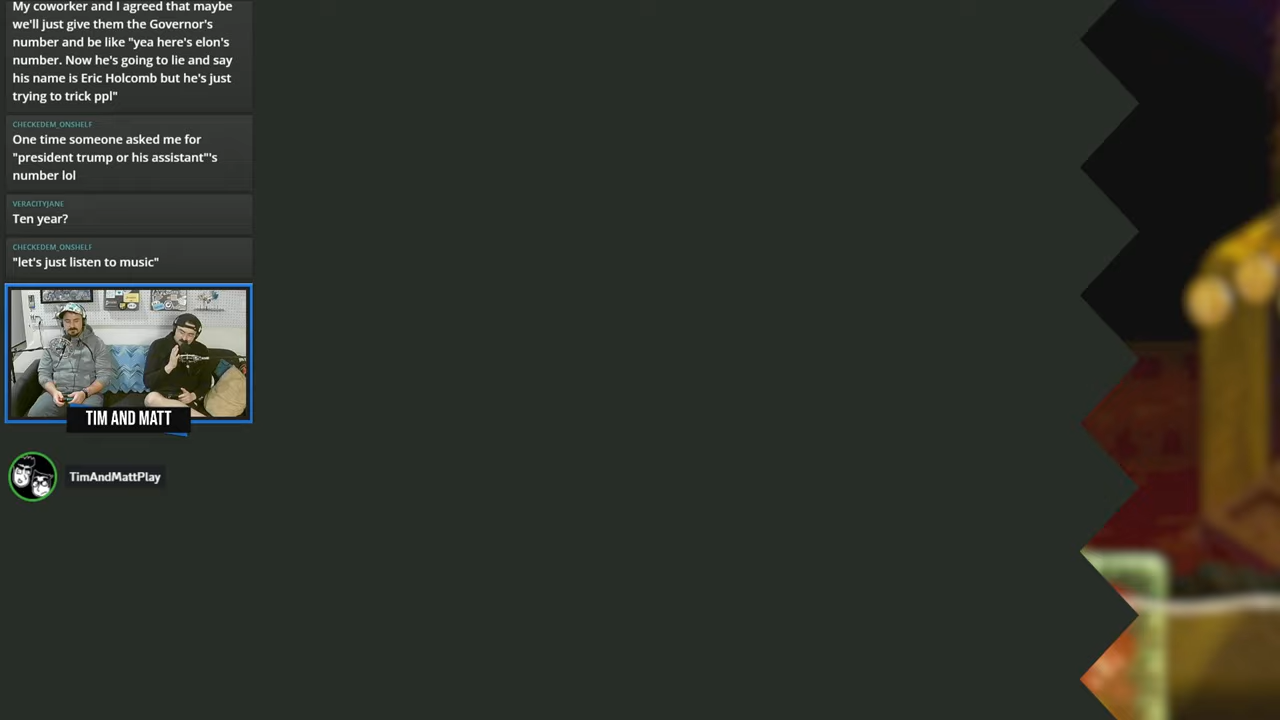 My coworker and I agreed that maybe
we'll just give them the Governor's
number and be like "yea here's elon's
number. Now he's going to lie and say
his name is Eric Holcomb but he's just
trying to trick ppl"
CHECKEDEM_ONSHELF
One time someone asked me for
"president trump or his assistant"'s
number lol
VERACITYJANE
Ten year?
CHECKEDEM_ONSHELF
"let's just listen to music"
TIM AND MATT
TimAndMattPlay